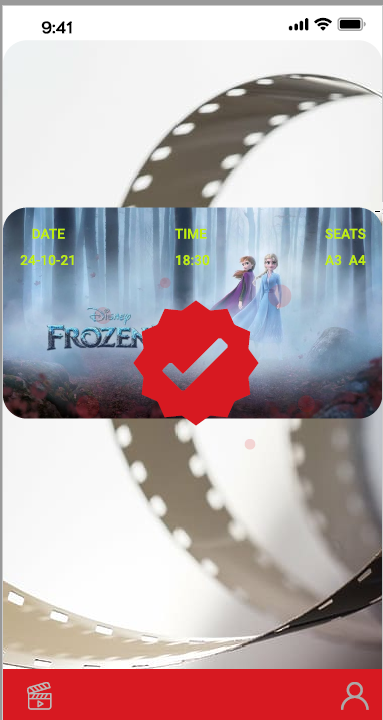 9:41
DATE TIME SEATS
24-10-21 18:30 A3 A4
Disney
FROZEN